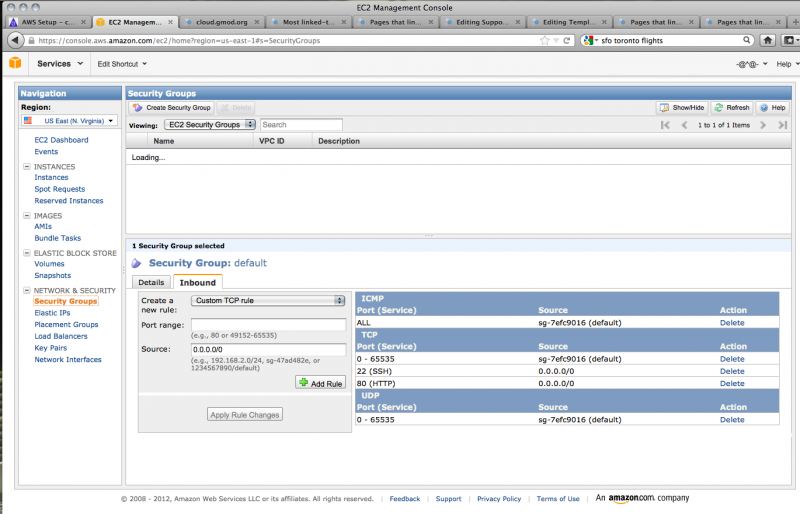 EC2 Management Console
AWS Setup – c...
EC2 Managemen...
cloud.gmod.org
Most linked-t...
Pages that lin...
Editing Suppo...
Editing Templ...
Pages that lin...
Pages that lin...
https://console.aws.amazon.com/ec2/home?region=us-east-1#s=SecurityGroups
sfo toronto flights
Services
Edit Shortcut
-@^@-
Help
Navigation
Region:
US East (N. Virginia)
EC2 Dashboard
Events
INSTANCES
Instances
Spot Requests
Reserved Instances
IMAGES
AMIs
Bundle Tasks
ELASTIC BLOCK STORE
Volumes
Snapshots
NETWORK & SECURITY
Security Groups
Elastic IPs
Placement Groups
Load Balancers
Key Pairs
Network Interfaces
Security Groups
Create Security Group
Delete
Show/Hide
Refresh
Help
Viewing:
EC2 Security Groups
Search
1 to 1 of 1 Items
Name VPC ID Description
Loading...
1 Security Group selected
Security Group: default
Details
Inbound
Create a
new rule:
Custom TCP rule
Port range:
(e.g., 80 or 49152-65535)
Source:
0.0.0.0/0
(e.g., 192.168.2.0/24, sg-47ad482e, or
1234567890/default)
Add Rule
Apply Rule Changes
ICMP
Port (Service) Source Action
ALL sg-7efc9016 (default) Delete
TCP
Port (Service) Source Action
0 - 65535 sg-7efc9016 (default) Delete
22 (SSH) 0.0.0.0/0 Delete
80 (HTTP) 0.0.0.0/0 Delete
UDP
Port (Service) Source Action
0 - 65535 sg-7efc9016 (default) Delete
© 2008 - 2012, Amazon Web Services LLC or its affiliates. All rights reserved. | Feedback | Support | Privacy Policy | Terms of Use | An amazon.com. company